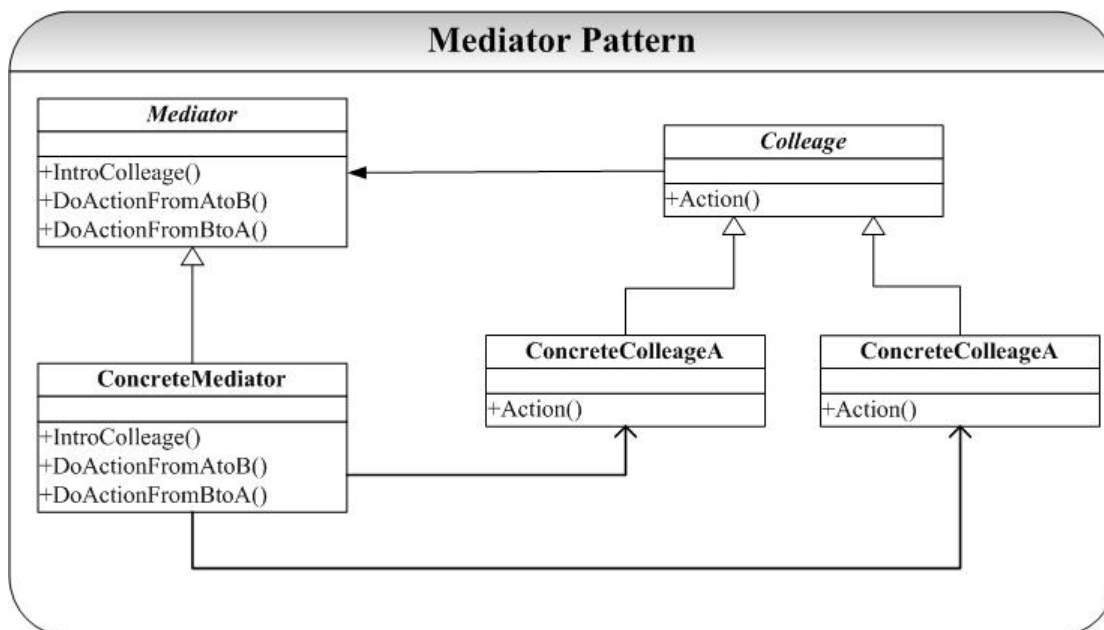 Mediator Pattern
Mediator
+IntroColleage()
+DoActionFromAtoB()
+DoActionFromBtoA()
Colleage
+Action()
ConcreteMediator
+IntroColleage()
+DoActionFromAtoB()
+DoActionFromBtoA()
ConcreteColleageA
+Action()
ConcreteColleageA
+Action()